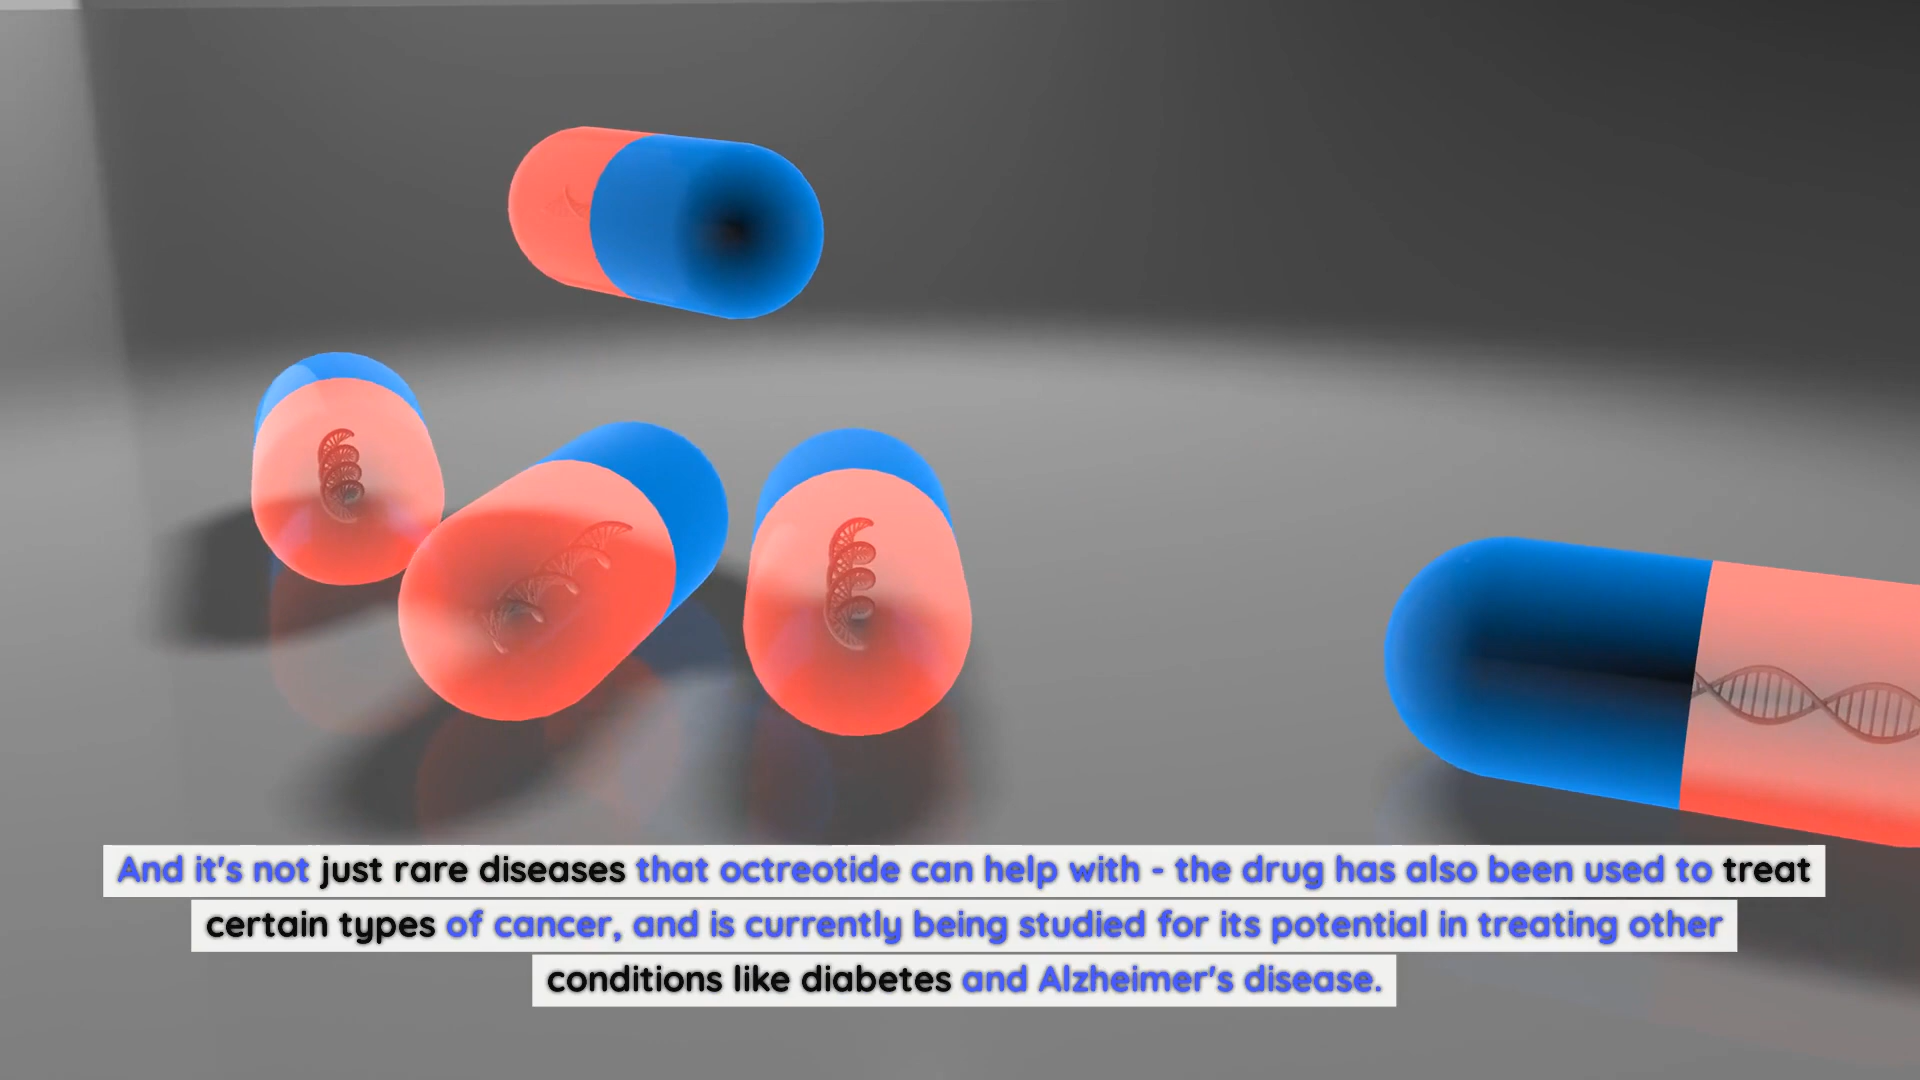 And it's not just rare diseases that octreotide can help with - the drug has also been used to treat
certain types of cancer, and is currently being studied for its potential in treating other
conditions like diabetes and Alzheimer's disease.